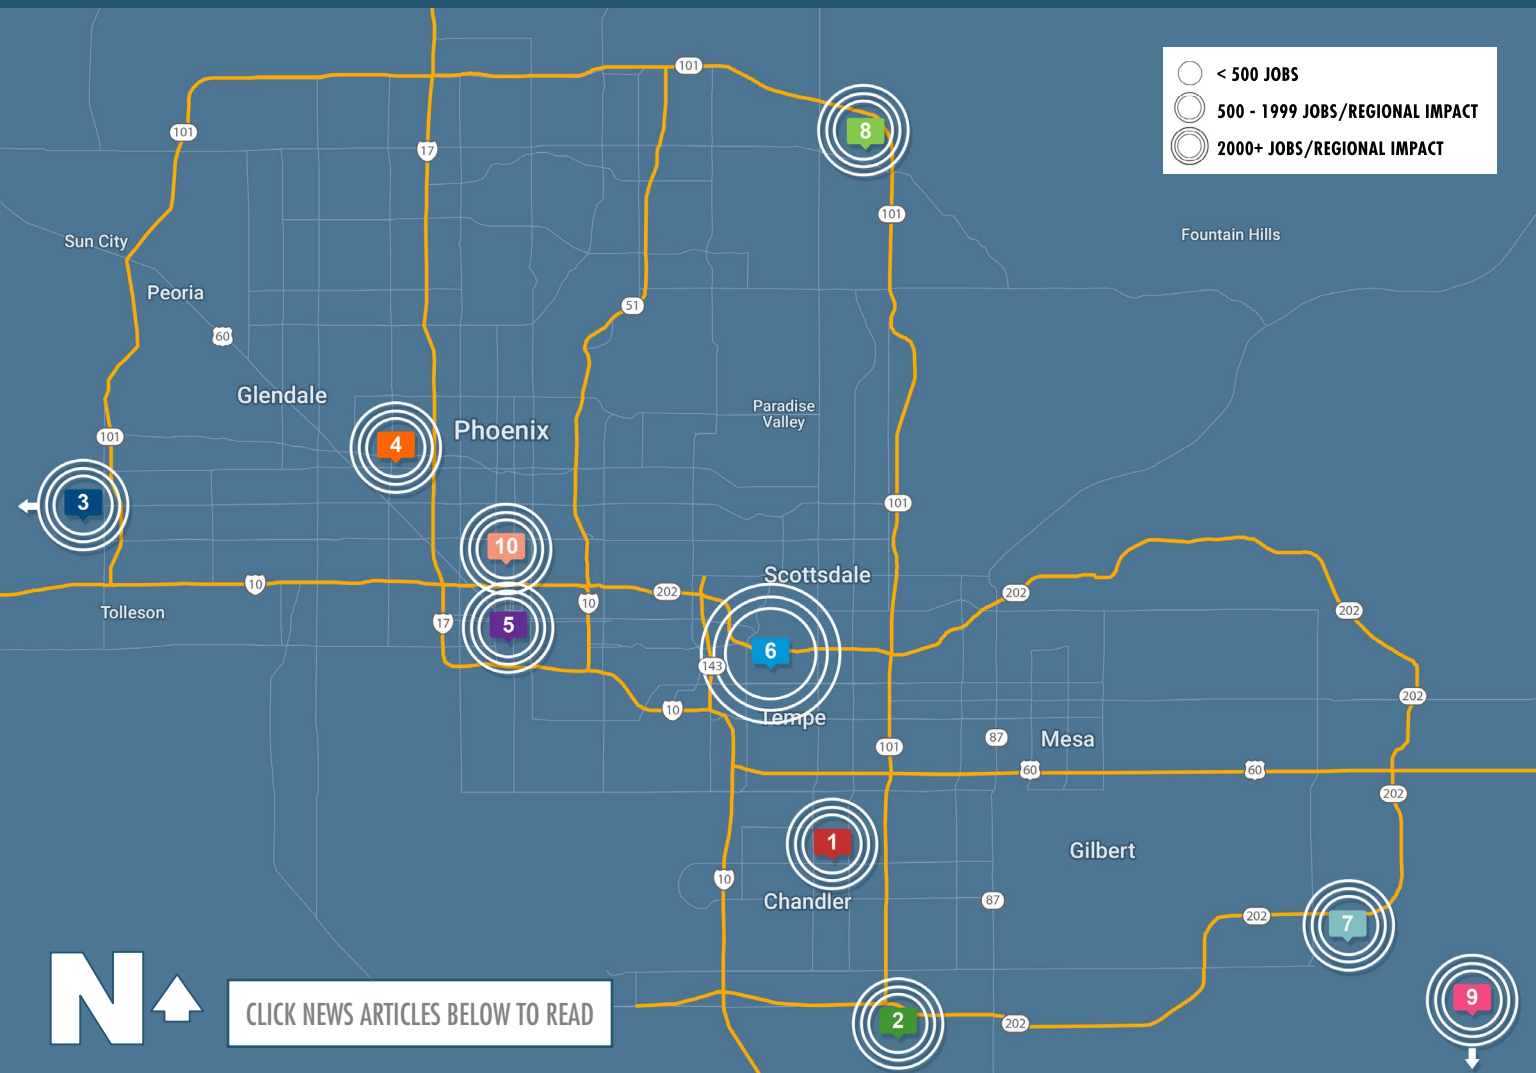 101
< 500 JOBS
500 - 1999 JOBS/REGIONAL IMPACT
2000+ JOBS/REGIONAL IMPACT
8
101
17
101
Sun City
Fountain Hills
Peoria
51
60
Glendale
Paradise
Valley
Phoenix
101
4
3
101
10
Scottsdale
10
202
202
10
Tolleson
202
17
5
6
143
202
10
Tempe
87
Mesa
101
60
60
202
1
Gilbert
10
Chandler
87
202
7
9
N
CLICK NEWS ARTICLES BELOW TO READ
2
202